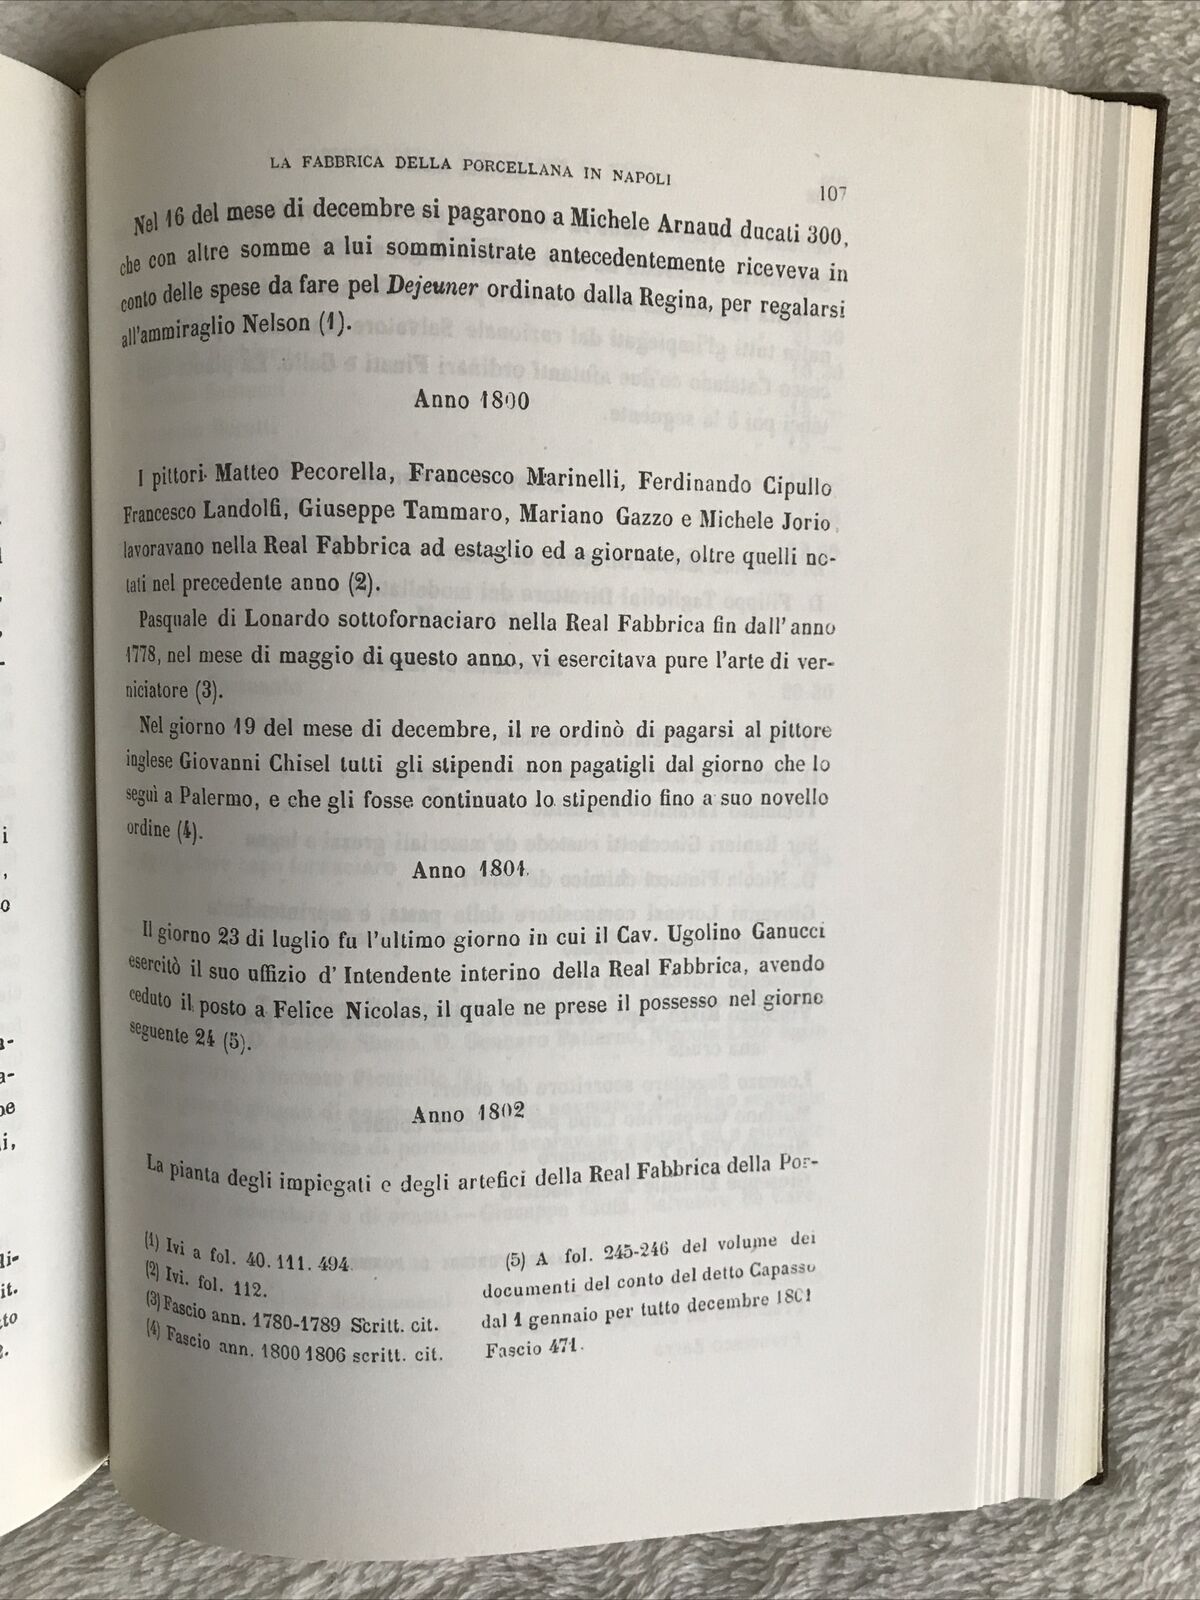 LA FABBRICA DELLA PORCELLANA IN NAPOLI
107
Nel 16 del mese di decembre si pagarono a Michele Arnaud ducati 300,
che con altre somme a lui somministrate antecedentemente riceveva in
conto delle spese da fare pel Dejeuner ordinato dalla Regina, per regalarsi
all'ammiraglio Nelson (1).
Anno 1800
I pittori Matteo Pecorella, Francesco Marinelli, Ferdinando Cipullo
Francesco Landolfi, Giuseppe Tammaro, Mariano Gazzo e Michele Jorio,
lavoravano nella Real Fabbrica ad estaglio ed a giornate, oltre quelli no-
tati nel precedente anno (2).
Pasquale di Lonardo sottofornaciaro nella Real Fabbrica fin dall'anno
1778, nel mese di maggio di questo anno, vi esercitava pure l'arte di ver-
niciatore (3).
Nel giorno 19 del mese di decembre, il re ordinò di pagarsi al pittore
inglese Giovanni Chisel tutti gli stipendi non pagatigli dal giorno che lo
seguì a Palermo, e che gli fosse continuato lo stipendio fino a suo novello
ordine (4).
Anno 1801.
Il giorno 23 di luglio fu l'ultimo giorno in cui il Cav. Ugolino Ganucci
esercitò il suo uffizio d' Intendente interino della Real Fabbrica, avendo
ceduto il posto a Felice Nicolas, il quale ne prese il possesso nel giorno
seguente 24 (5).
Anno 1802
La pianta degli impiegati e degli artefici della Real Fabbrica della Por-
(1) Ivi a fol. 40. 111. 494.
(2) Ivi. fol. 112.
(3) Fascio ann. 1780-1789 Scritt. cit.
(4) Fascio ann. 1800 1806 scritt. cit.
(5) A fol. 245-246 del volume dei
documenti del conto del detto Capasso
dal 1 gennaio per tutto decembre 1801
Fascio 471.